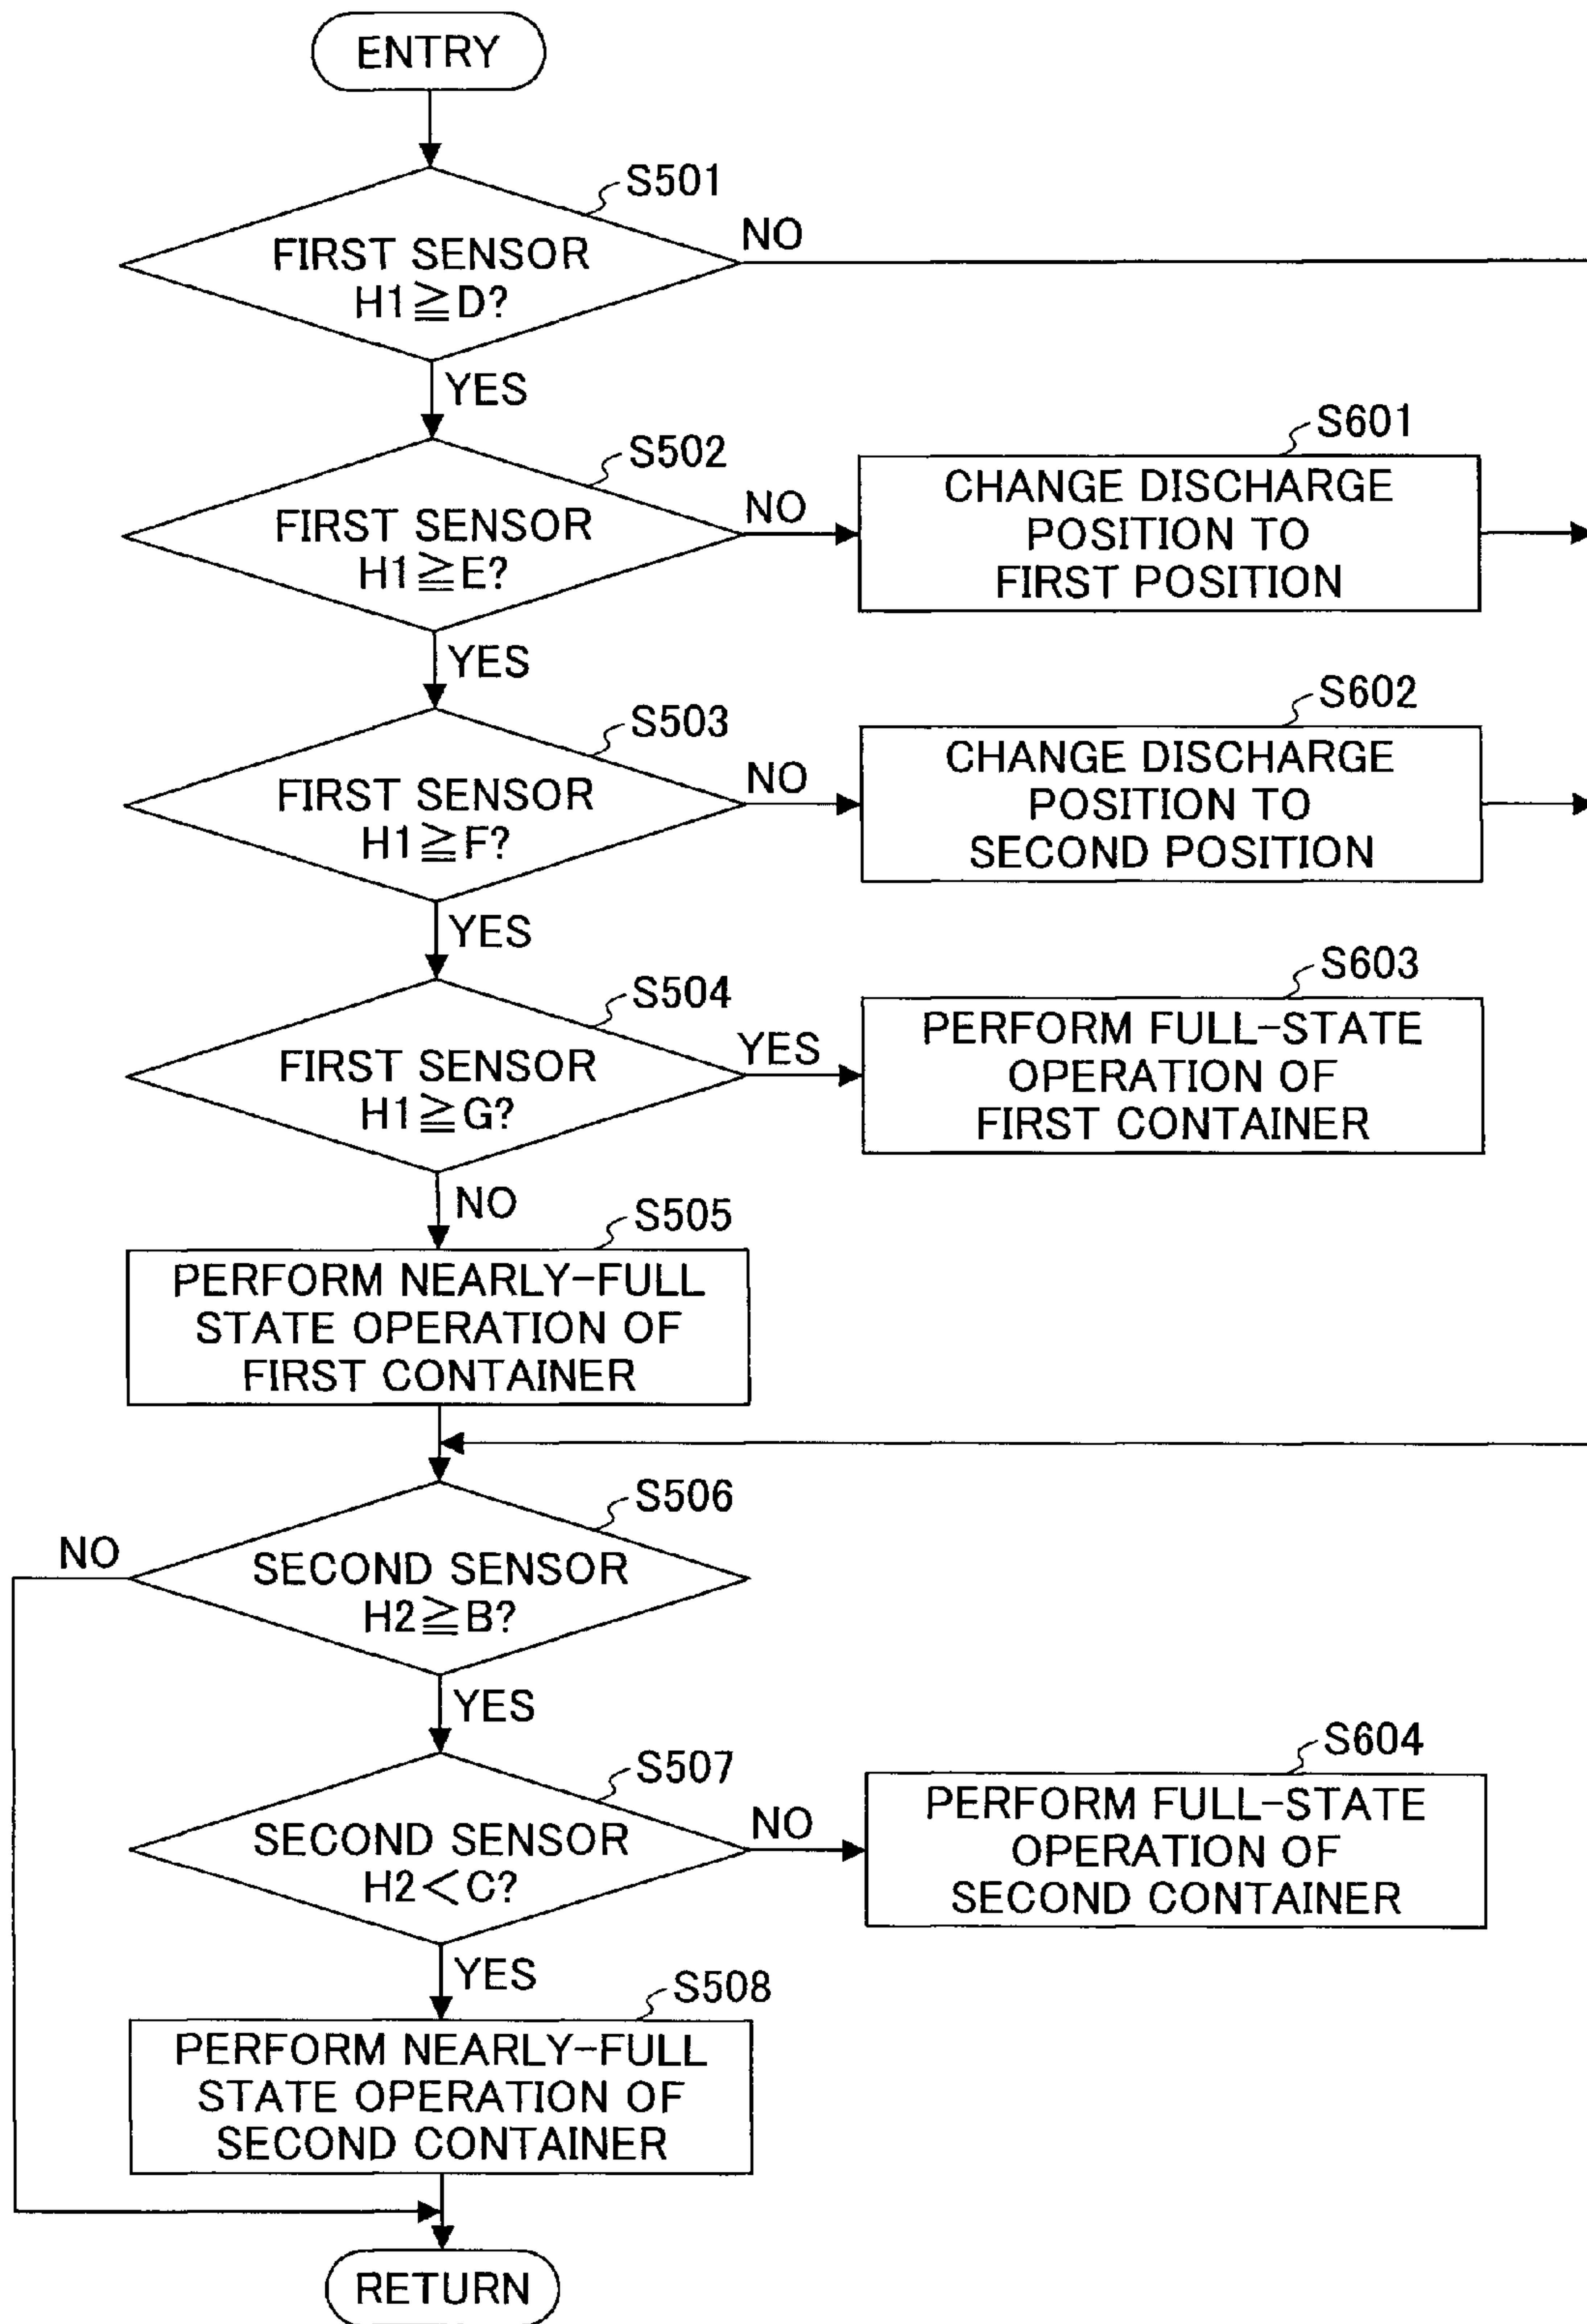 ENTRY
S501
FIRST SENSOR
H1≧D?
NO
YES
S502
FIRST SENSOR
H1≧E?
NO
S601
CHANGE DISCHARGE
POSITION TO
FIRST POSITION
YES
S503
FIRST SENSOR
H1≧F?
NO
S602
CHANGE DISCHARGE
POSITION TO
SECOND POSITION
YES
S504
FIRST SENSOR
H1≧G?
YES
S603
PERFORM FULL-STATE
OPERATION OF
FIRST CONTAINER
NO
S505
PERFORM NEARLY-FULL
STATE OPERATION OF
FIRST CONTAINER
S506
NO
SECOND SENSOR
H2≧B?
YES
S507
SECOND SENSOR
H2<C?
NO
S604
PERFORM FULL-STATE
OPERATION OF
SECOND CONTAINER
YES
S508
PERFORM NEARLY-FULL
STATE OPERATION OF
SECOND CONTAINER
RETURN